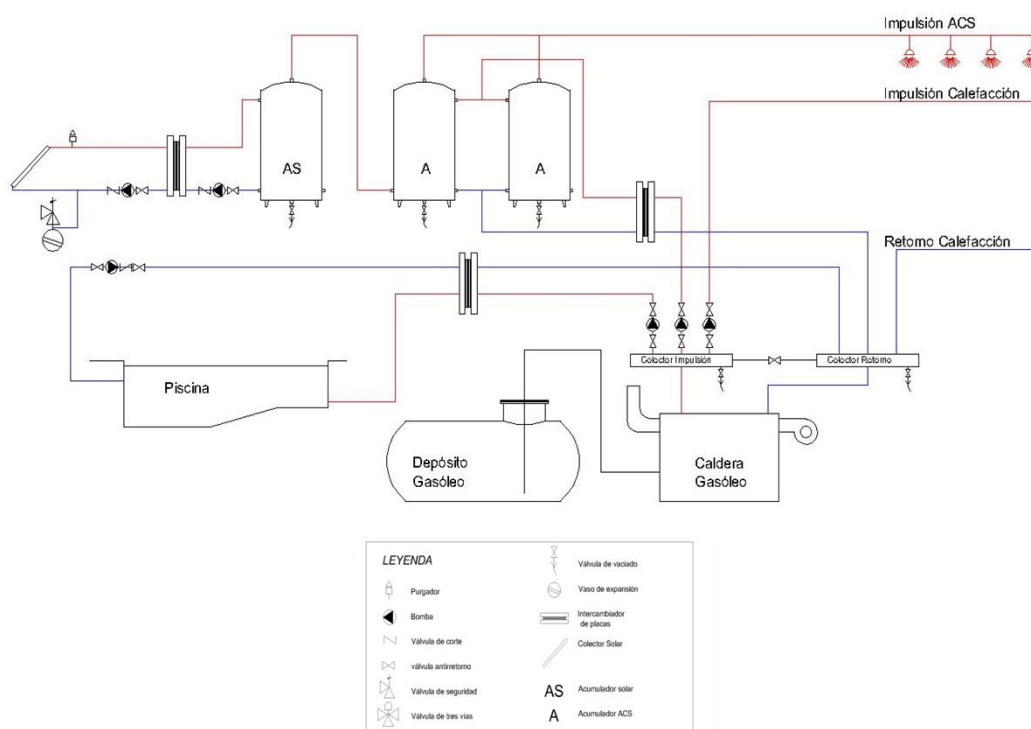 Impulsión ACS
Impulsión Calefacción
AS
A
A
Retorno Calefacción
Colector Impulsión
Colector Retorno
Piscina
Depósito
Gasóleo
Caldera
Gasóleo
LEYENDA
Purgador
Bomba
Válvula de corte
válvula antirretorno
Válvula de seguridad
Válvula de tres vías
Válvula de vaciado
Vaso de expansión
Intercambiador
de placas
Colector Solar
AS Acumulador solar
A Acumulador ACS